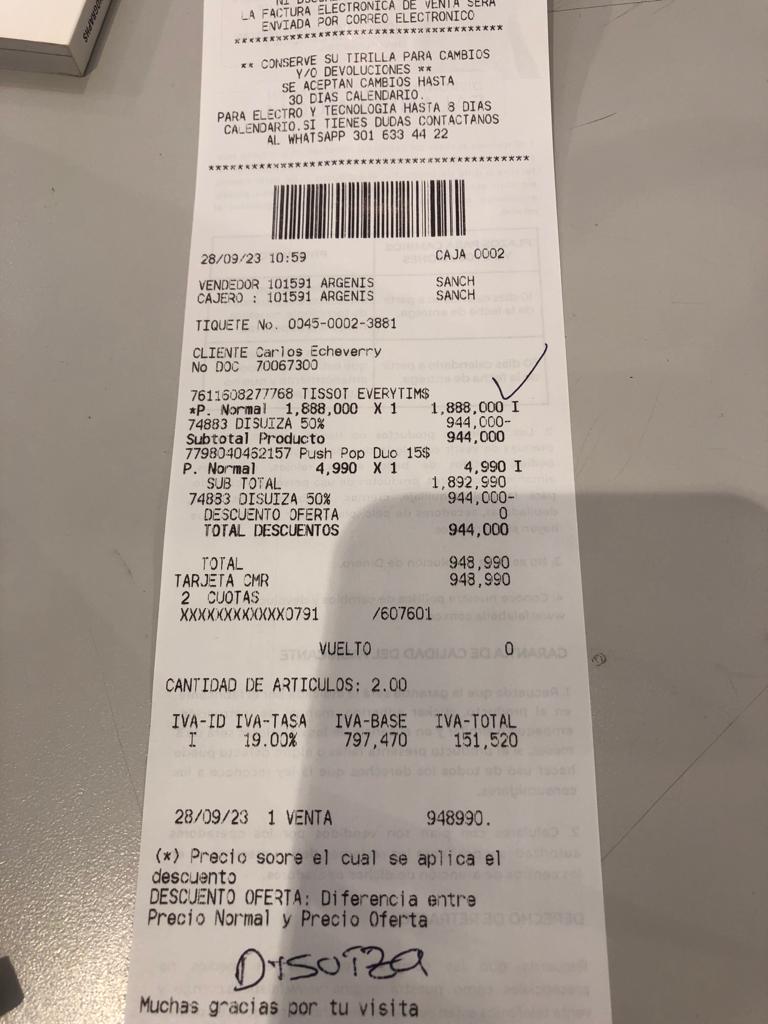 LA FACTURA ELECTRONICA DE VENTA SERA
ENVIADA POR CORREO ELECTRONICO
****************************************
** CONSERVE SU TIRILLA PARA CAMBIOS
Y/O DEVOLUCIONES **
SE ACEPTAN CAMBIOS HASTA
30 DIAS CALENDARIO.
PARA ELECTRO Y TECNOLOGIA HASTA 8 DIAS
CALENDARIO.SI TIENES DUDAS CONTACTANOS
AL WHATSAPP 301 633 44 22
****************************************
28/09/23 10:59 CAJA 0002
VENDEDOR 101591 ARGENIS SANCH
CAJERO : 101591 ARGENIS SANCH
TIQUETE No. 0045-0002-3881
CLIENTE Carlos Echeverry
No DOC 70067300
7611608277768 TISSOT EVERYTIM$
*P. Normal 1,888,000 X 1 1,888,000 I
74883 DISUIZA 50% 944,000-
Subtotal Producto 944,000
7798040462157 Push Pop Duo 15$
P. Normal 4,990 X 1 4,990 I
SUB TOTAL 1,892,990
74883 DISUIZA 50% 944,000-
DESCUENTO OFERTA 0
TOTAL DESCUENTOS 944,000
TOTAL 948,990
TARJETA CMR 948,990
2 CUOTAS
XXXXXXXXXXXX0791 /607601
VUELTO 0
CANTIDAD DE ARTICULOS: 2.00
IVA-ID IVA-TASA IVA-BASE IVA-TOTAL
I 19.00% 797,470 151,520
28/09/23 1 VENTA 948990.
(*) Precio sobre el cual se aplica el
descuento
DESCUENTO OFERTA: Diferencia entre
Precio Normal y Precio Oferta
DISUIZA
Muchas gracias por tu visita